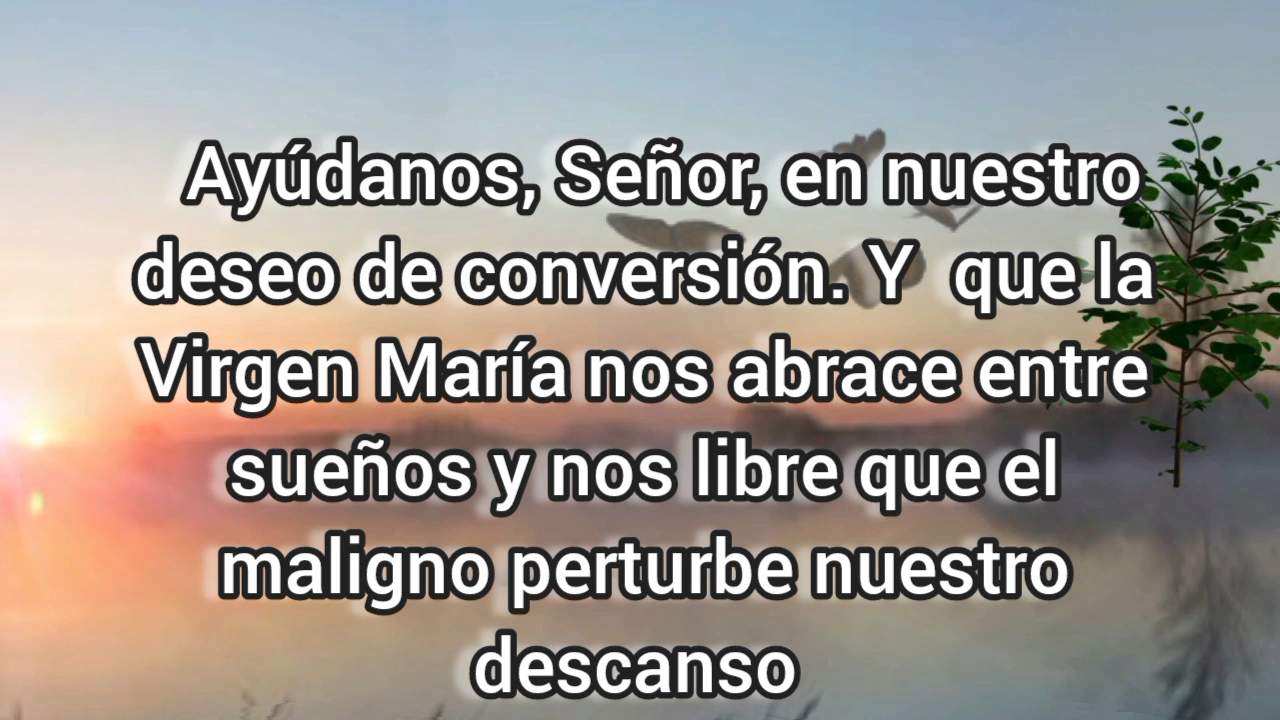 Ayúdanos, Señor, en nuestro
deseo de conversión. Y  que la
Virgen María nos abrace entre
sueños y nos libre que el
maligno perturbe nuestro
descanso